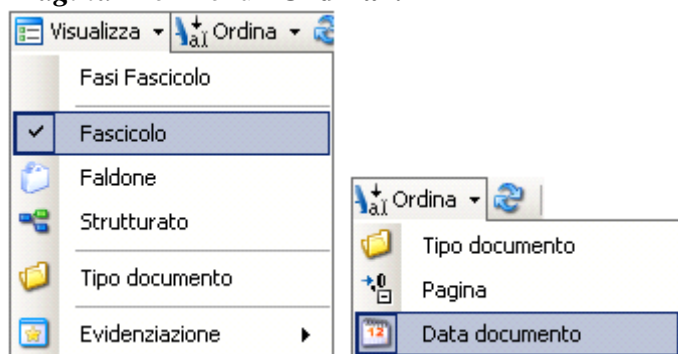 Visualizza Ordina
Fasi Fascicolo
Fascicolo
Faldone
Strutturato
Tipo documento
Evidenziazione
Ordina
Tipo documento
Pagina
Data documento